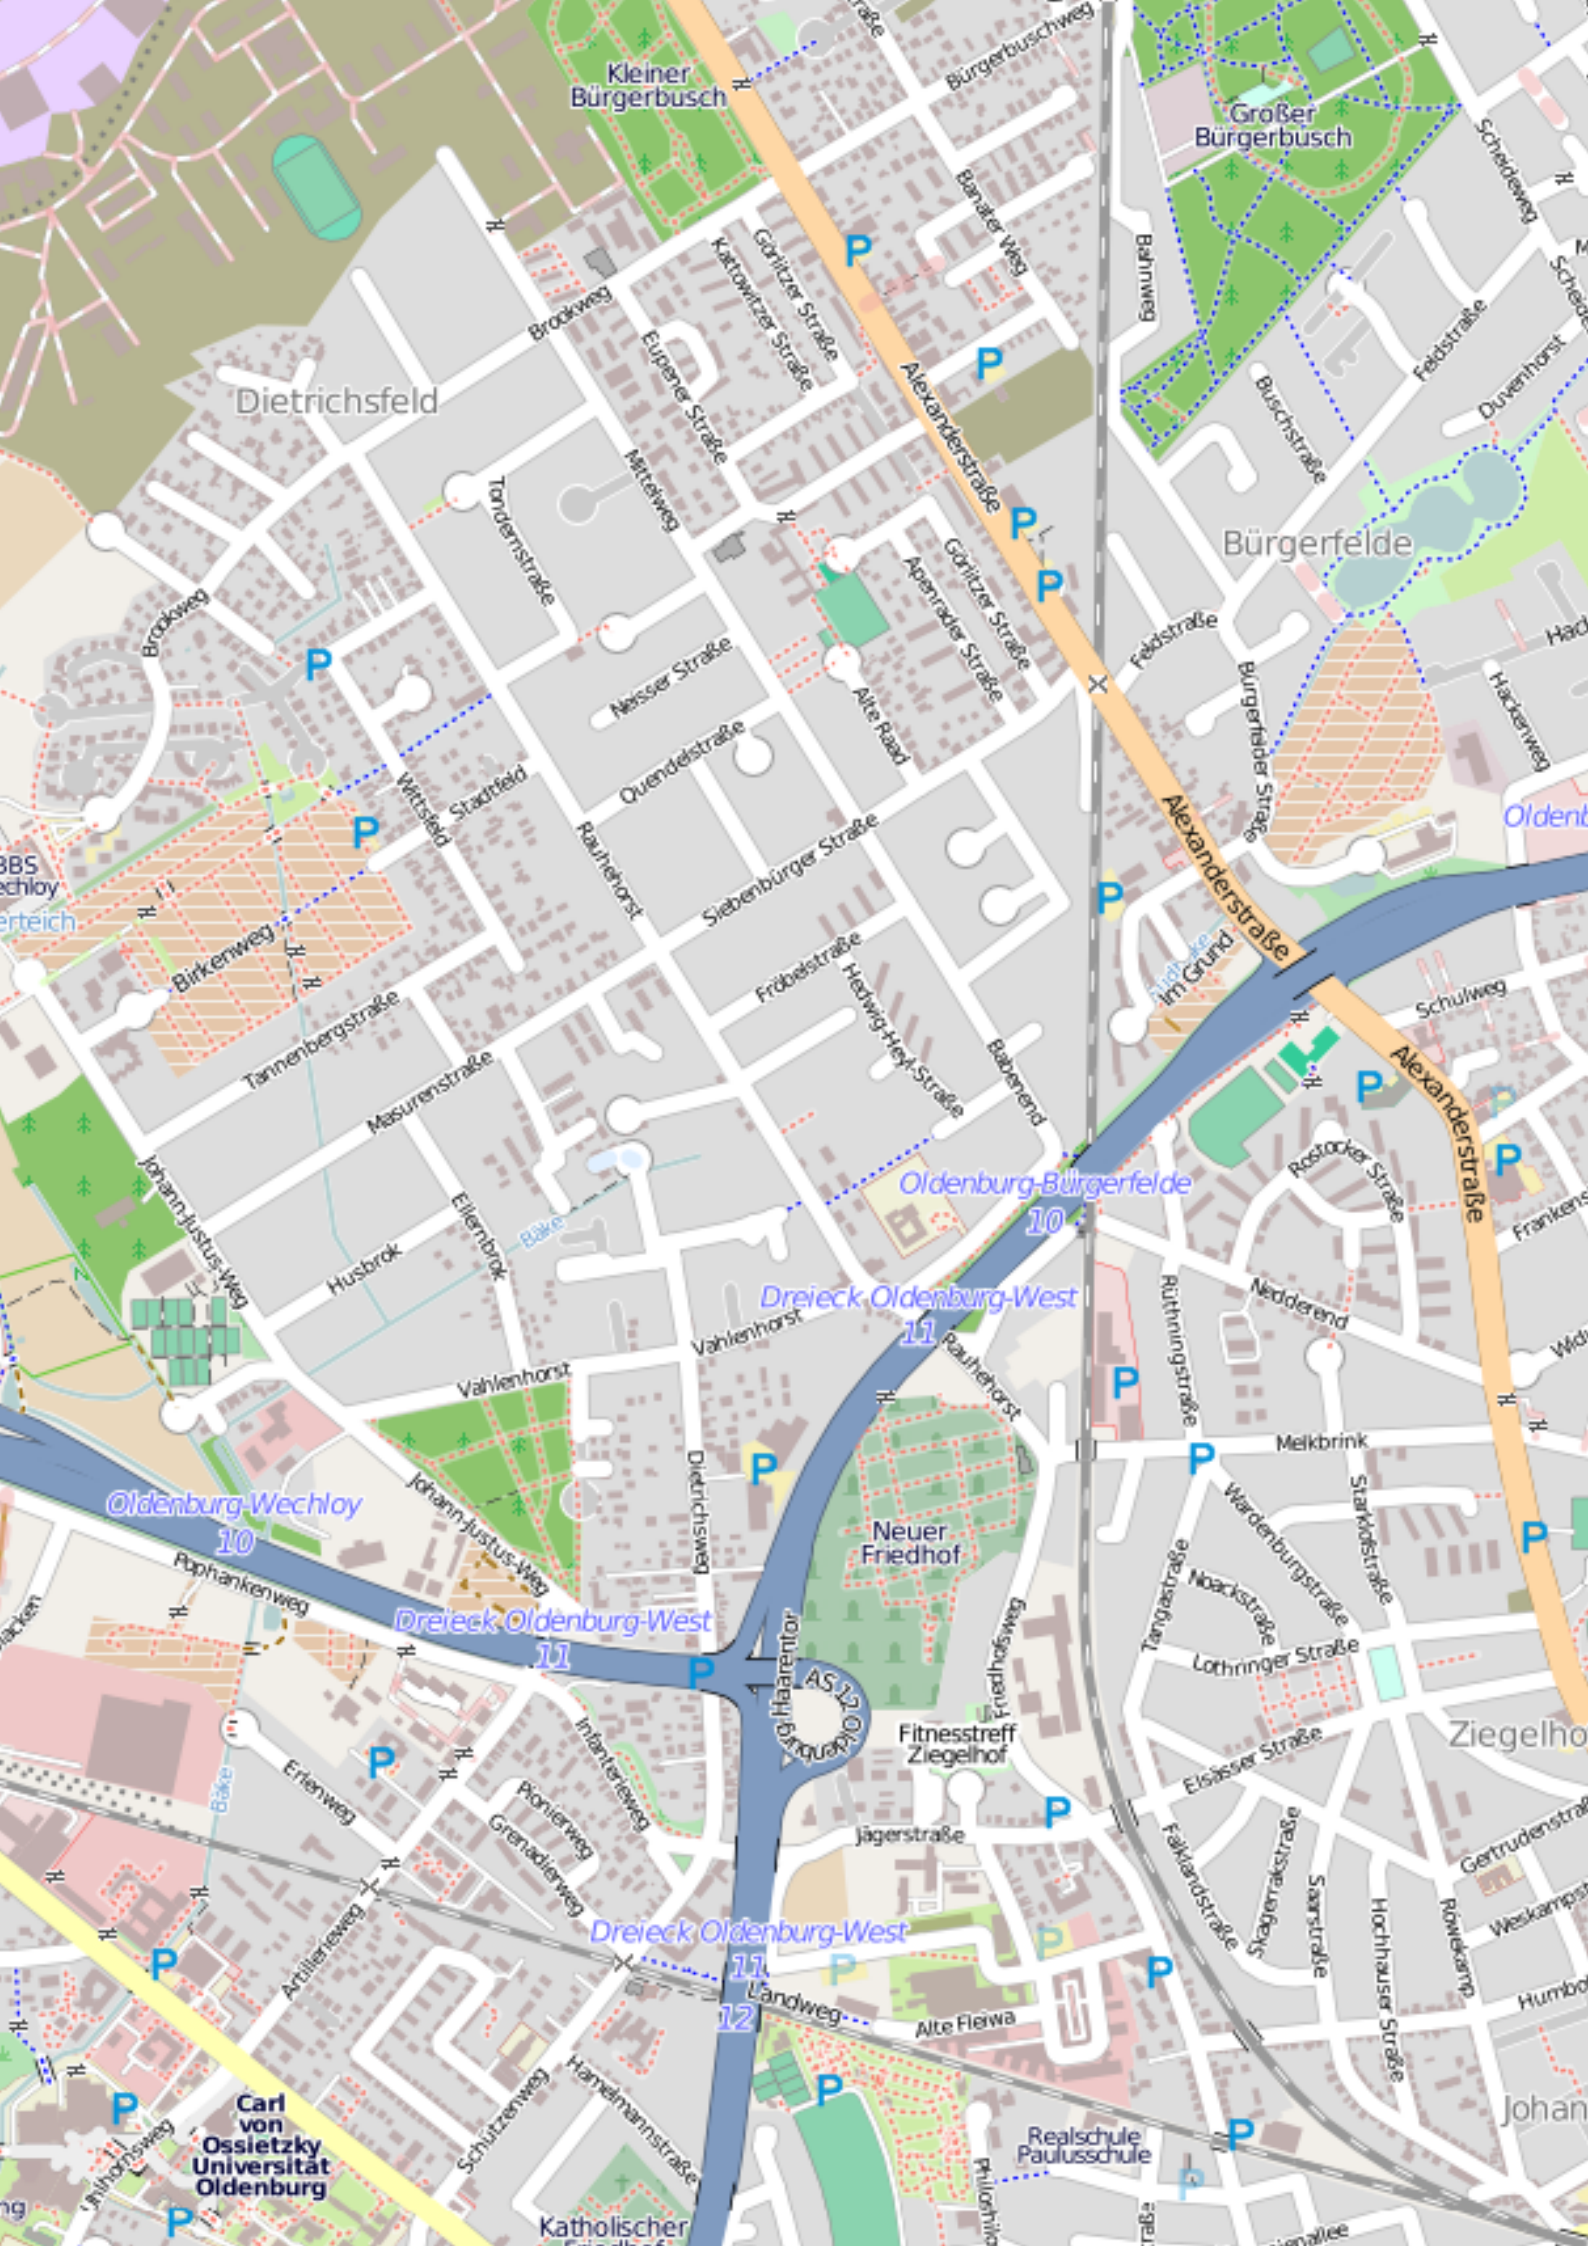 Kleiner
Bürgerbusch
Bürgerbuschweg
Großer
Bürgerbusch
Scheideweg
Banater Weg
Bahnweg
P
Görlitzer Straße
Kattowitzer Straße
Brookweg
Eupener Straße
P
Feldstraße
Duvenhorst
Alexanderstraße
Buschstraße
Dietrichsfeld
Mittelweg
Tondernstraße
P
Bürgerfelde
P
Görlitzer Straße
Apenrader Straße
Brookweg
Feldstraße
P
Neisser Straße
Bürgerfelder Straße
Hackenweg
Alte Raad
Quendelstraße
Stadtfeld
Wittsfeld
P
Alexanderstraße
Rauhehorst
Siebenbürger Straße
BBS
P
Birkenweg
Fröbelstraße
Im Grund
Hedwig-Heyl-Straße
Schulweg
Tannenbergstraße
Babenend
Masurenstraße
P
Alexanderstraße
P
P
Johann-Justus-Weg
Rostocker Straße
Oldenburg-Bürgerfelde
10
Ellernbrok
Bäke
Husbrok
Nedderend
Rüthningstraße
Dreieck Oldenburg-West
11
Vahlenhorst
Rauhehorst
Vahlenhorst
P
Melkbrink
P
P
Dietrichsweg
Johann-Justus-Weg
Starklofstraße
Wardenburgstraße
Oldenburg-Wechloy
10
Neuer
Friedhof
P
Pophankenweg
Tangastraße
Noackstraße
Dreieck Oldenburg-West
11
Friedhofsweg
Lothringer Straße
P
AS 12 Oldenburg Haarentor
Fitnesstreff
Ziegelhof
Infanterieweg
Elsässer Straße
P
Erlenweg
Bäke
Pionierweg
Grenadierweg
P
Jägerstraße
Falklandstraße
Skagerrakstraße
Saarstraße
Hochhauser Straße
Röwekamp
Dreieck Oldenburg-West
11
P
P
P
P
Artillerieweg
12
Landweg
Alte Fleiwa
Hamelmannstraße
Schützenweg
P
P
Carl
von
Ossietzky
Universität
Oldenburg
Realschule
Paulusschule
P
P
P
Katholischer